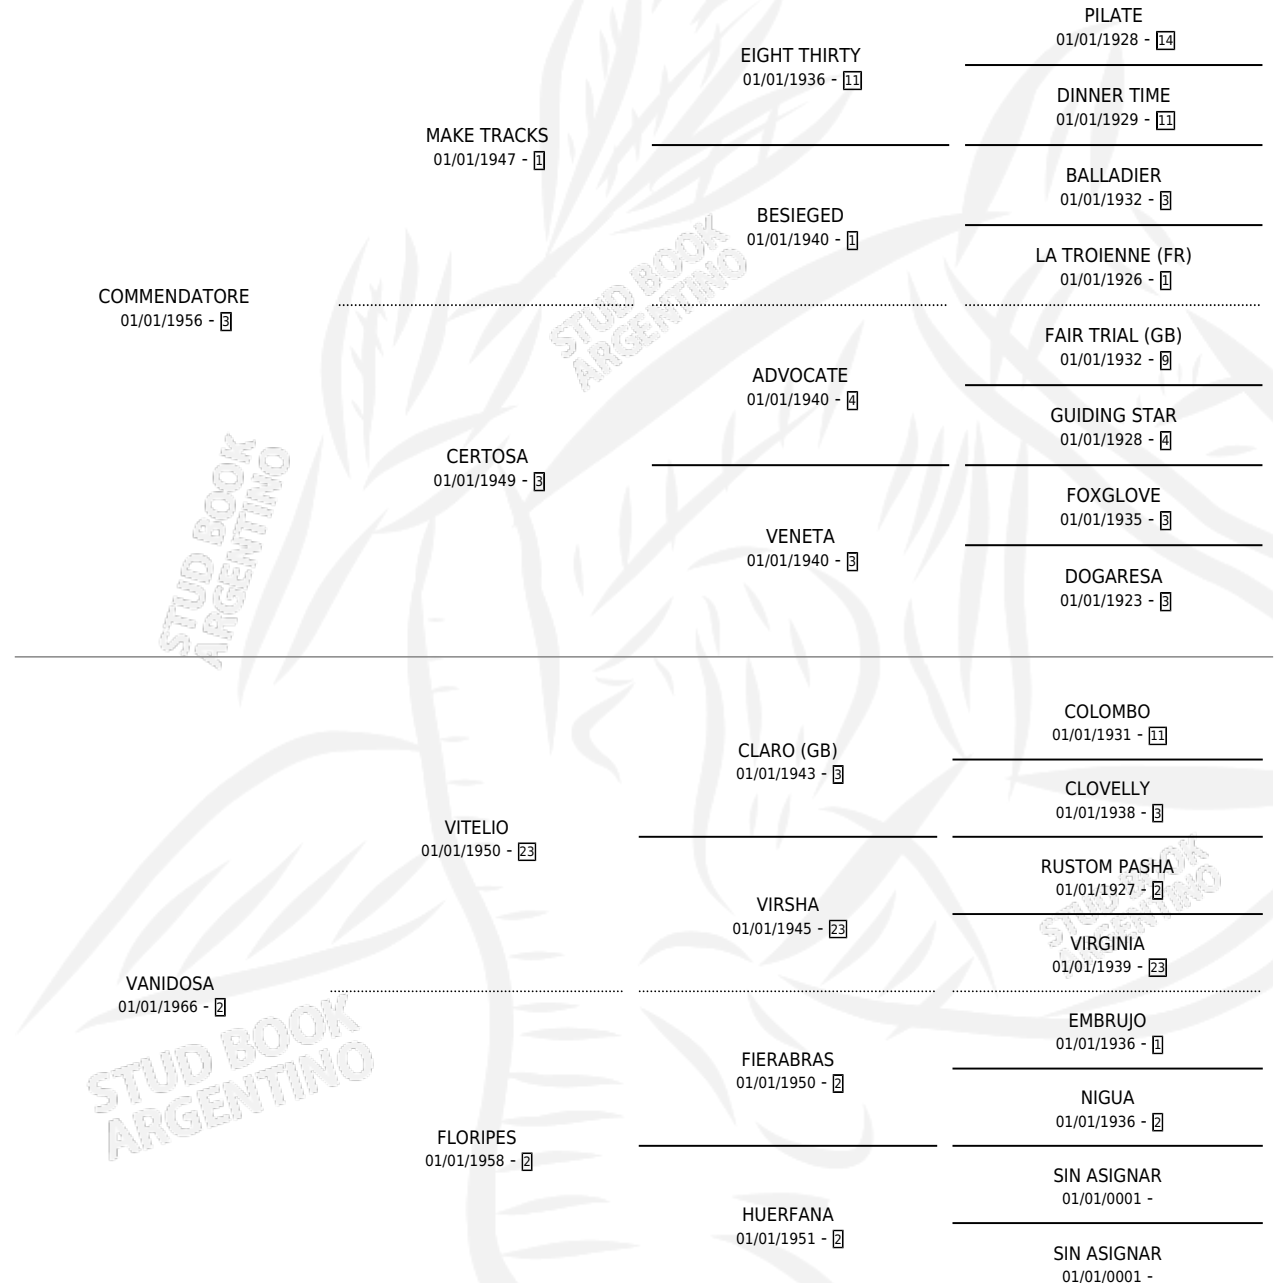 PILATE
01/01/1928 - 14
EIGHT THIRTY
01/01/1936 - 11
DINNER TIME
01/01/1929 - 11
MAKE TRACKS
01/01/1947 - 1
BALLADIER
01/01/1932 - 3
BESIEGED
01/01/1940 - 1
LA TROIENNE (FR)
01/01/1926 - 1
COMMENDATORE
01/01/1956 - 3
FAIR TRIAL (GB)
01/01/1932 - 9
ADVOCATE
01/01/1940 - 4
GUIDING STAR
01/01/1928 - 4
CERTOSA
01/01/1949 - 3
FOXGLOVE
01/01/1935 - 3
VENETA
01/01/1940 - 3
DOGARESA
01/01/1923 - 3
COLOMBO
01/01/1931 - 11
CLARO (GB)
01/01/1943 - 3
CLOVELLY
01/01/1938 - 3
VITELIO
01/01/1950 - 23
RUSTOM PASHA
01/01/1927 - 2
VIRSHA
01/01/1945 - 23
VIRGINIA
01/01/1939 - 23
VANIDOSA
01/01/1966 - 2
EMBRUJO
01/01/1936 - 1
FIERABRAS
01/01/1950 - 2
NIGUA
01/01/1936 - 2
FLORIPES
01/01/1958 - 2
SIN ASIGNAR
01/01/0001 -
HUERFANA
01/01/1951 - 2
SIN ASIGNAR
01/01/0001 -
STUD BOOK
ARGENTINO
STUD BOOK
ARGENTINO
STUD BOOK
ARGENTINO
STUD BOOK
ARGENTINO